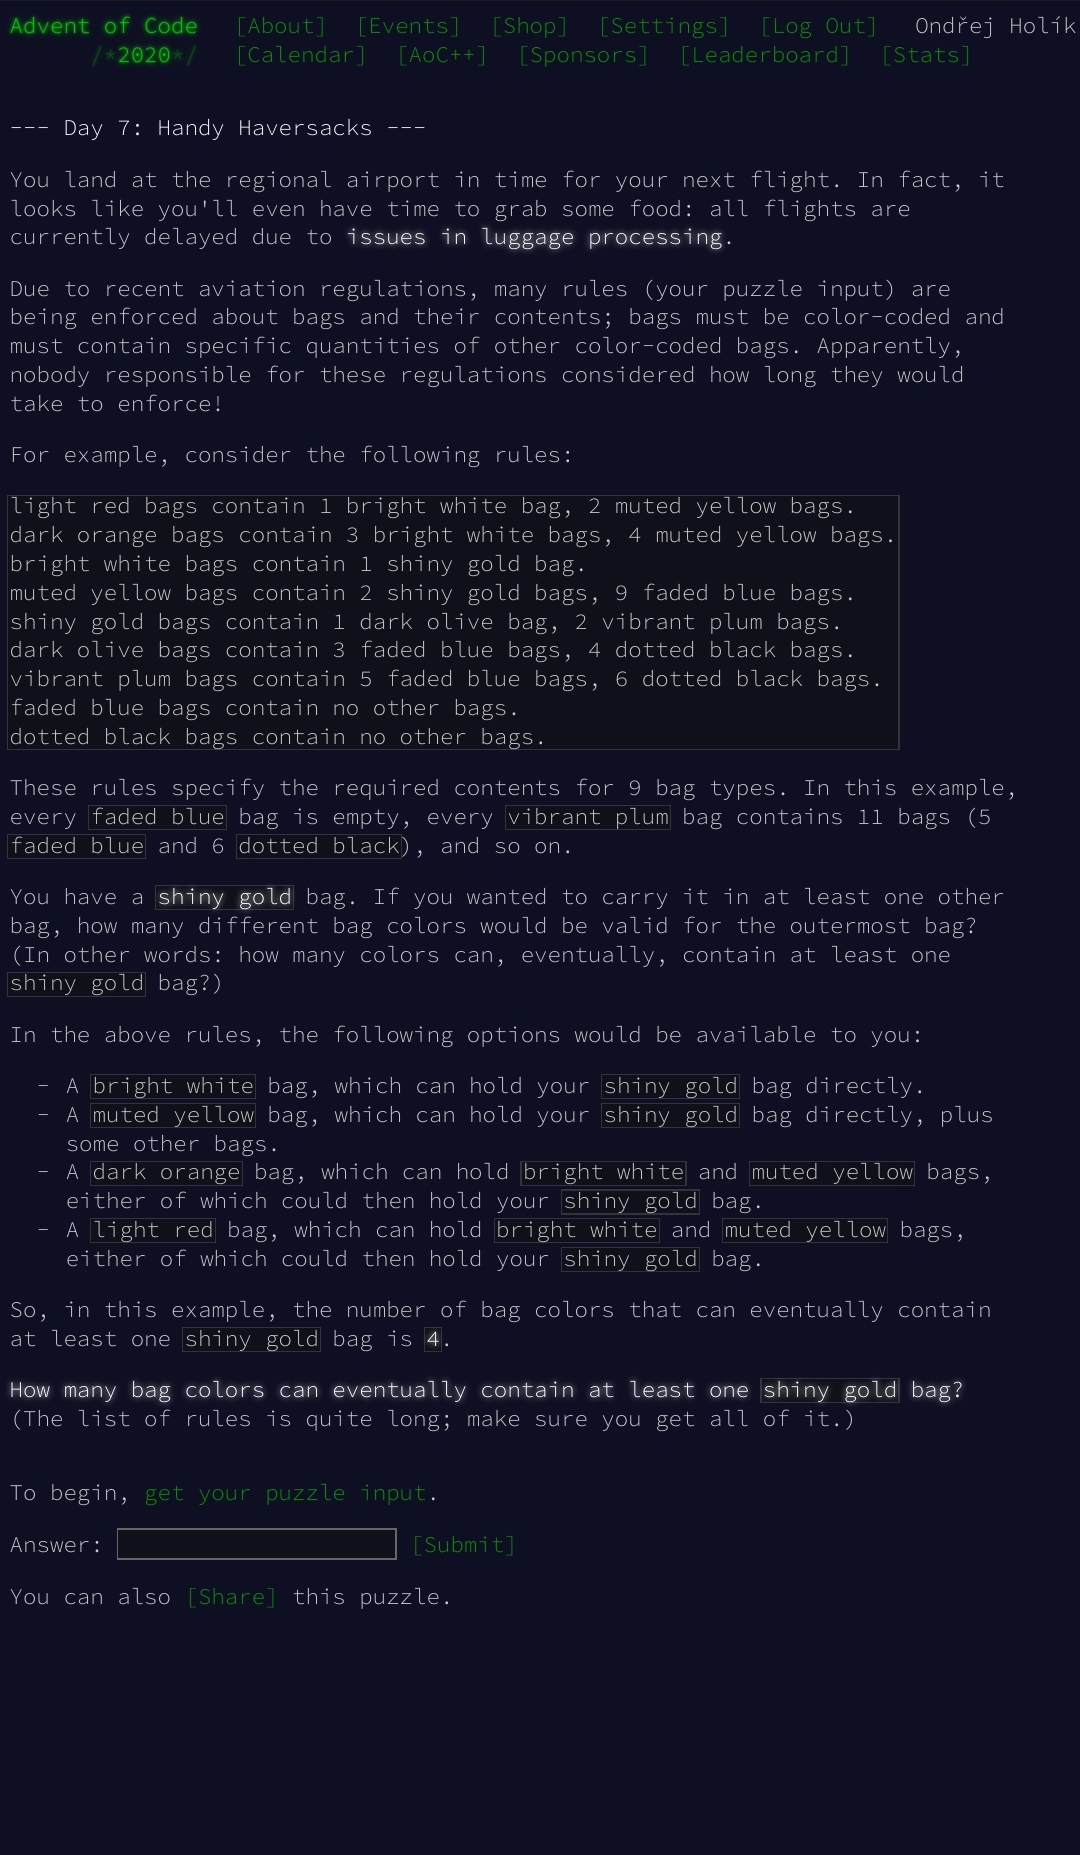 Advent of Code [About] [Events] [Shop] [Settings] [Log Out] Ondřej Holík
/*2020*/ [Calendar] [AoC++] [Sponsors] [Leaderboard] [Stats]
--- Day 7: Handy Haversacks ---
You land at the regional airport in time for your next flight. In fact, it
looks like you'll even have time to grab some food: all flights are
currently delayed due to issues in luggage processing.
Due to recent aviation regulations, many rules (your puzzle input) are
being enforced about bags and their contents; bags must be color-coded and
must contain specific quantities of other color-coded bags. Apparently,
nobody responsible for these regulations considered how long they would
take to enforce!
For example, consider the following rules:
light red bags contain 1 bright white bag, 2 muted yellow bags.
dark orange bags contain 3 bright white bags, 4 muted yellow bags.
bright white bags contain 1 shiny gold bag.
muted yellow bags contain 2 shiny gold bags, 9 faded blue bags.
shiny gold bags contain 1 dark olive bag, 2 vibrant plum bags.
dark olive bags contain 3 faded blue bags, 4 dotted black bags.
vibrant plum bags contain 5 faded blue bags, 6 dotted black bags.
faded blue bags contain no other bags.
dotted black bags contain no other bags.
These rules specify the required contents for 9 bag types. In this example,
every faded blue bag is empty, every vibrant plum bag contains 11 bags (5
faded blue and 6 dotted black), and so on.
You have a shiny gold bag. If you wanted to carry it in at least one other
bag, how many different bag colors would be valid for the outermost bag?
(In other words: how many colors can, eventually, contain at least one
shiny gold bag?)
In the above rules, the following options would be available to you:
- A bright white bag, which can hold your shiny gold bag directly.
- A muted yellow bag, which can hold your shiny gold bag directly, plus
some other bags.
- A dark orange bag, which can hold bright white and muted yellow bags,
either of which could then hold your shiny gold bag.
- A light red bag, which can hold bright white and muted yellow bags,
either of which could then hold your shiny gold bag.
So, in this example, the number of bag colors that can eventually contain
at least one shiny gold bag is 4.
How many bag colors can eventually contain at least one shiny gold bag?
(The list of rules is quite long; make sure you get all of it.)
To begin, get your puzzle input.
Answer: [Submit]
You can also [Share] this puzzle.